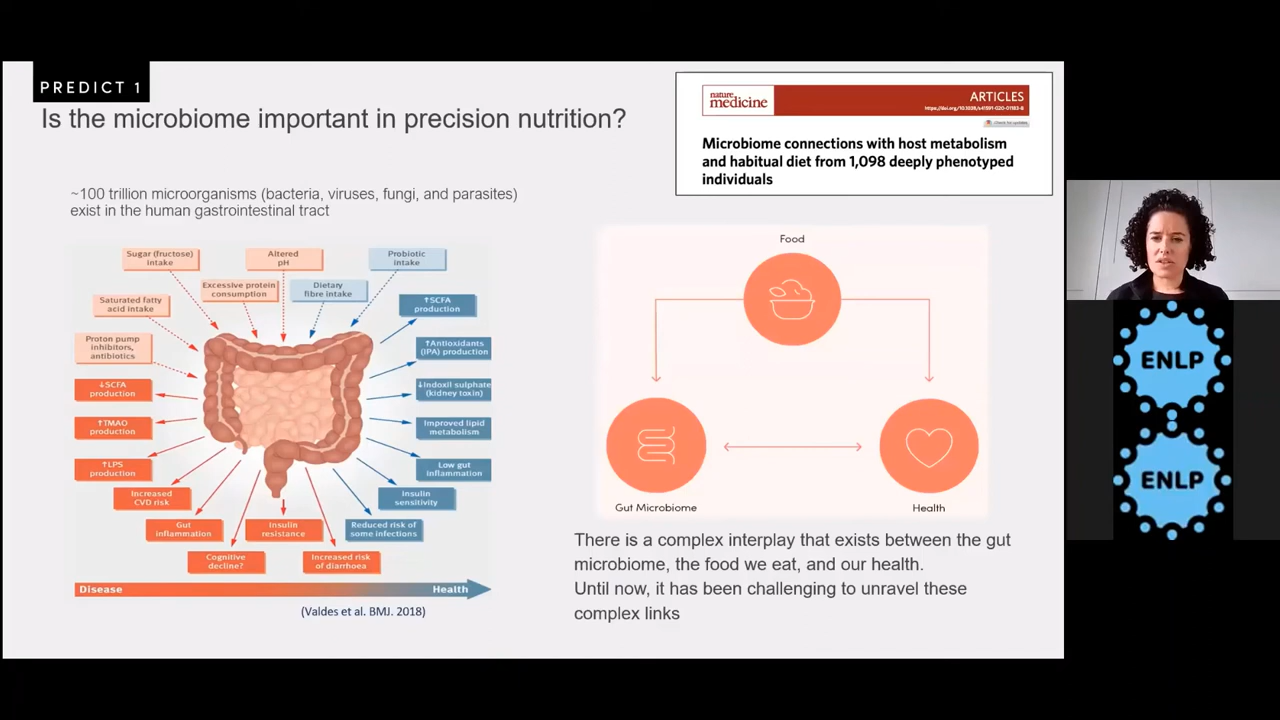 PREDICT 1
Is the microbiome important in precision nutrition?
nature
medicine
ARTICLES
Microbiome connections with host metabolism
and habitual diet from 1,098 deeply phenotyped
individuals
~100 trillion microorganisms (bacteria, viruses, fungi, and parasites)
exist in the human gastrointestinal tract
Sugar (fructose)
intake
Altered
pH
Probiotic
intake
Excessive protein
consumption
Dietary
fibre intake
Saturated fatty
acid intake
↑SCFA
production
Proton pump
inhibitors,
antibiotics
↑Antioxidants
(IPA) production
↓SCFA
production
↓Indoxil sulphate
(kidney toxin)
↑TMAO
production
Improved lipid
metabolism
↑LPS
production
Low gut
inflammation
Increased
CVD risk
Insulin
sensitivity
Gut
inflammation
Insulin
resistance
Reduced risk of
some infections
Cognitive
decline?
Increased risk
of diarrhoea
Disease
Health
(Valdes et al. BMJ. 2018)
Food
Gut Microbiome
Health
There is a complex interplay that exists between the gut
microbiome, the food we eat, and our health.
Until now, it has been challenging to unravel these
complex links
ENLP
ENLP